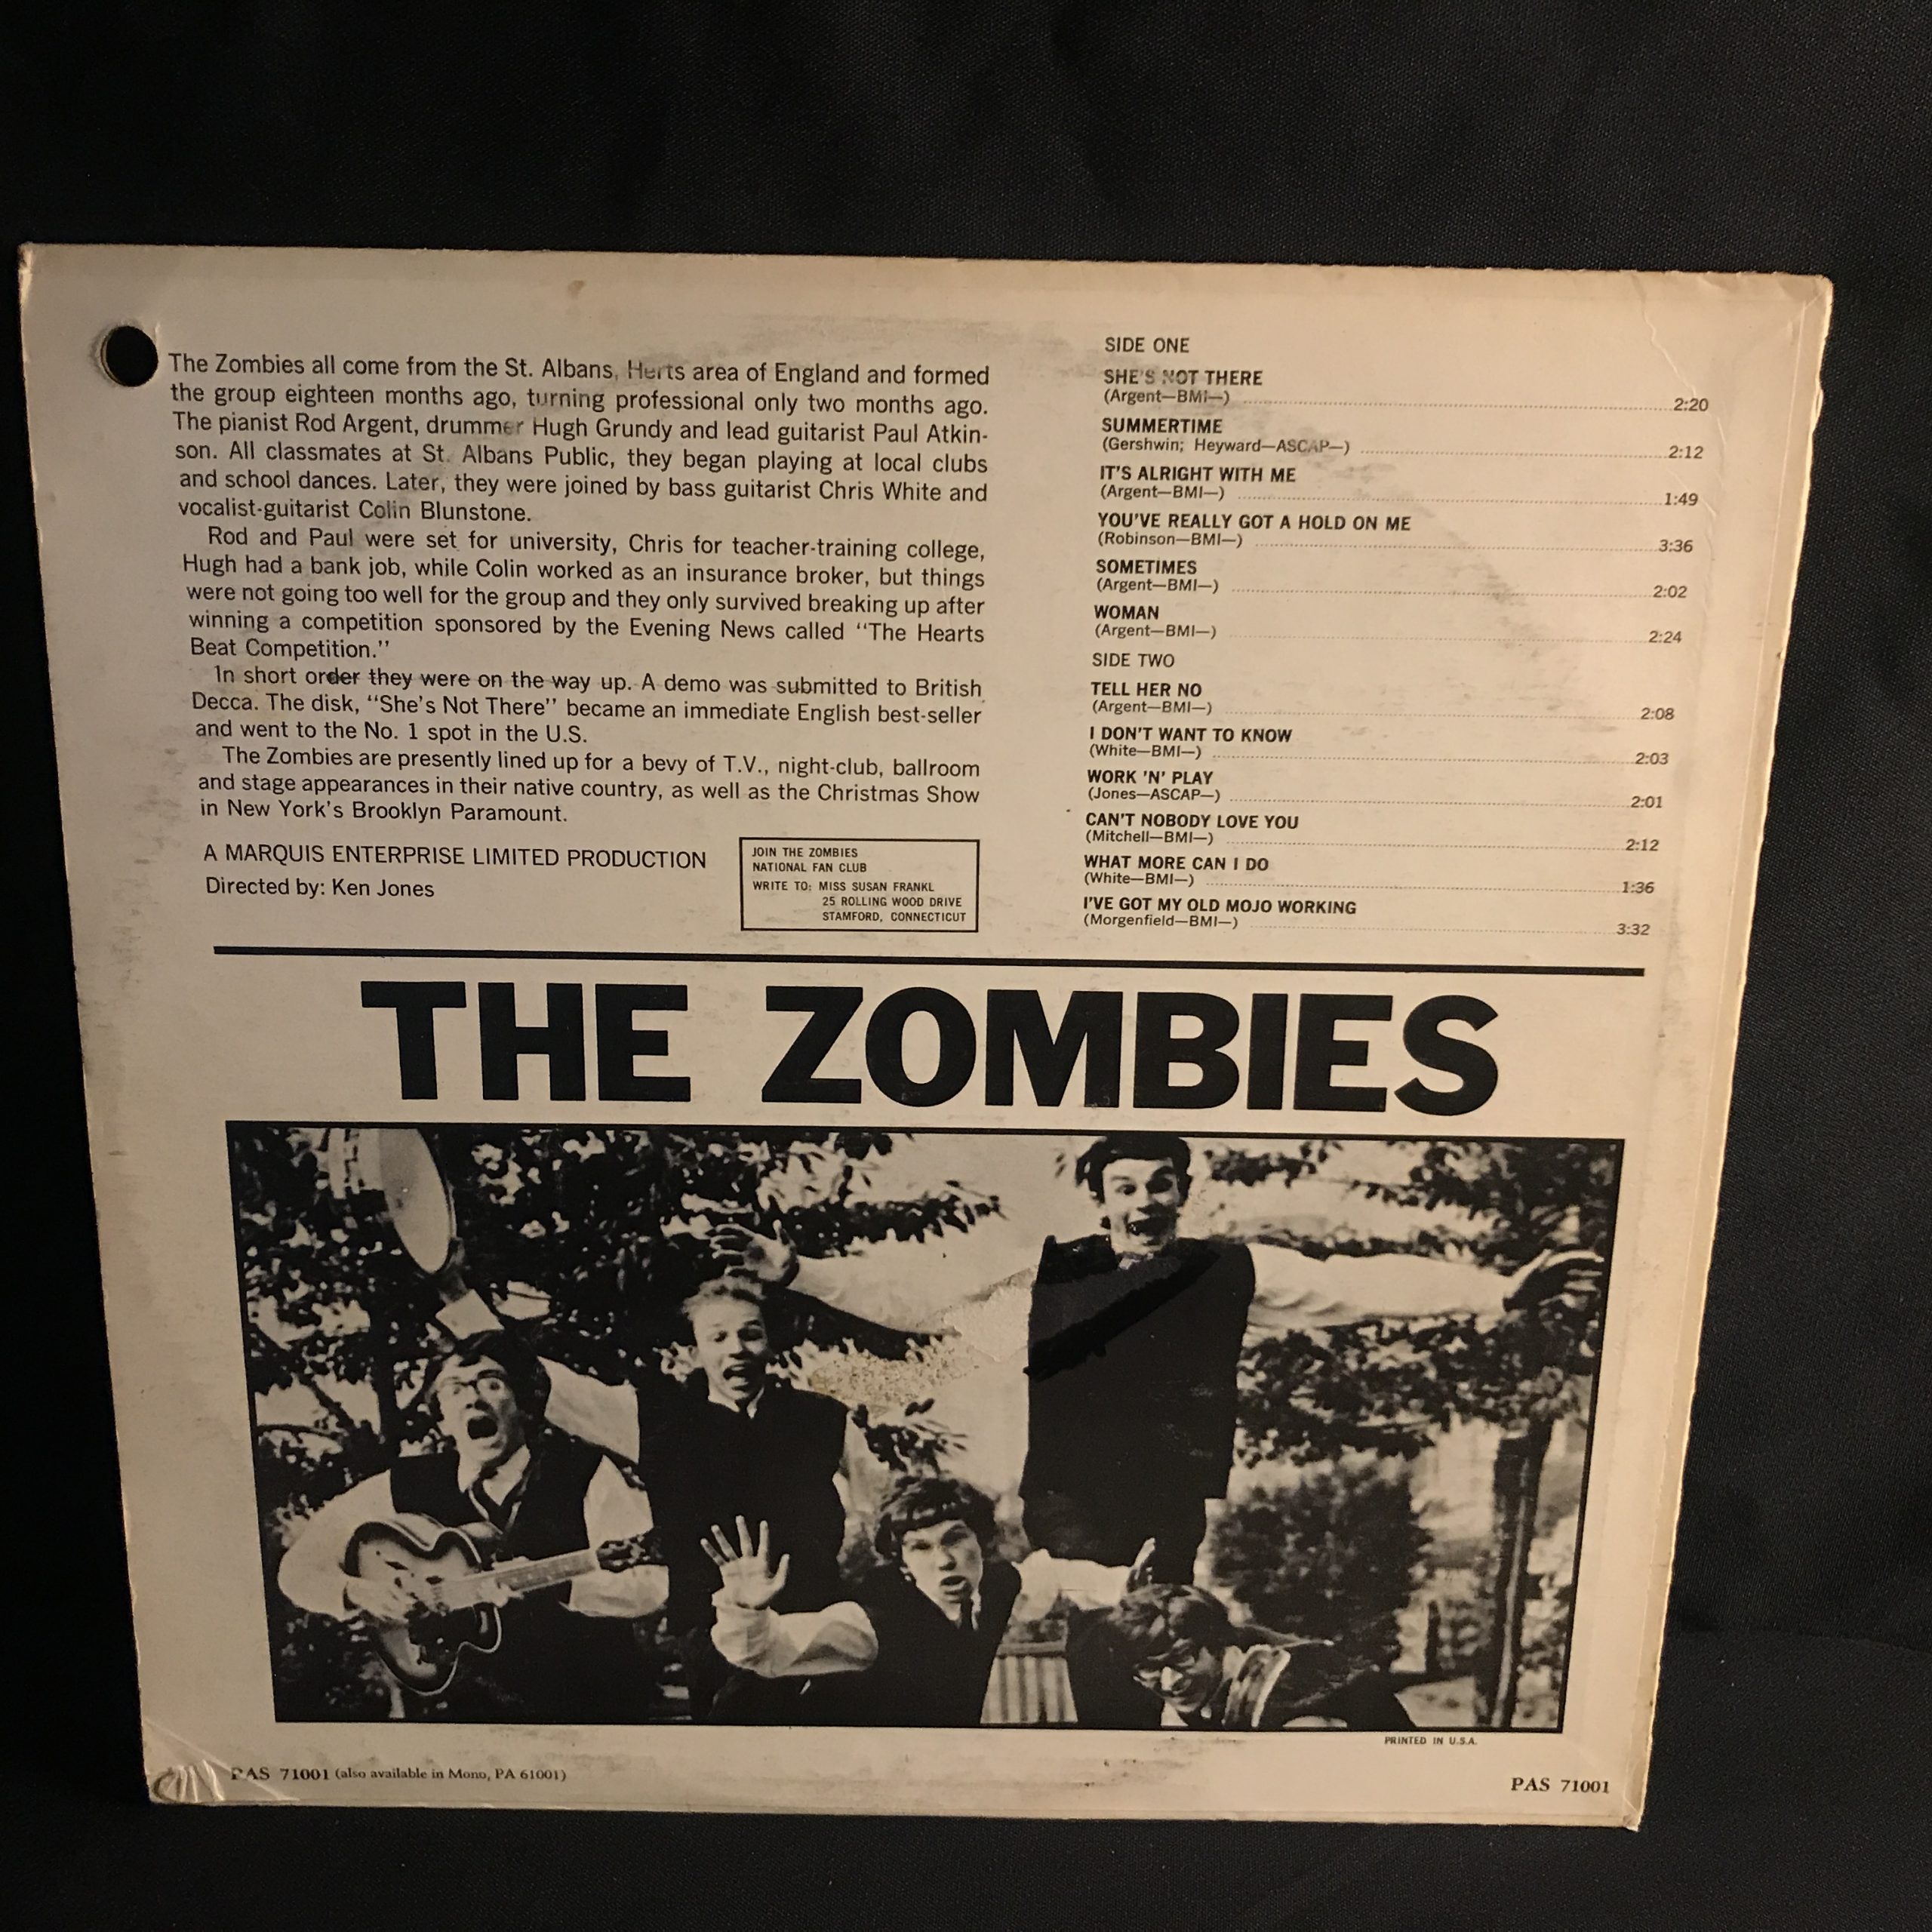 The Zombies all come from the St. Albans, Herts area of England and formed
the group eighteen months ago, turning professional only two months ago.
The pianist Rod Argent, drummer Hugh Grundy and lead guitarist Paul Atkin-
son. All classmates at St. Albans Public, they began playing at local clubs
and school dances. Later, they were joined by bass guitarist Chris White and
vocalist-guitarist Colin Blunstone.
Rod and Paul were set for university, Chris for teacher-training college,
Hugh had a bank job, while Colin worked as an insurance broker, but things
were not going too well for the group and they only survived breaking up after
winning a competition sponsored by the Evening News called "The Hearts
Beat Competition."
In short order they were on the way up. A demo was submitted to British
Decca. The disk, "She's Not There" became an immediate English best-seller
and went to the No. 1 spot in the U.S.
The Zombies are presently lined up for a bevy of T.V., night-club, ballroom
and stage appearances in their native country, as well as the Christmas Show
in New York's Brooklyn Paramount.
A MARQUIS ENTERPRISE LIMITED PRODUCTION
Directed by: Ken Jones
JOIN THE ZOMBIES
NATIONAL FAN CLUB
WRITE TO: MISS SUSAN FRANKL
25 ROLLING WOOD DRIVE
STAMFORD, CONNECTICUT
SIDE ONE
SHE'S NOT THERE
(Argent—BMI—) 2:20
SUMMERTIME
(Gershwin; Heyward—ASCAP—) 2:12
IT'S ALRIGHT WITH ME
(Argent—BMI—) 1:49
YOU'VE REALLY GOT A HOLD ON ME
(Robinson—BMI—) 3:36
SOMETIMES
(Argent—BMI—) 2:02
WOMAN
(Argent—BMI—) 2:24
SIDE TWO
TELL HER NO
(Argent—BMI—) 2:08
I DON'T WANT TO KNOW
(White—BMI—) 2:03
WORK 'N' PLAY
(Jones—ASCAP—) 2:01
CAN'T NOBODY LOVE YOU
(Mitchell—BMI—) 2:12
WHAT MORE CAN I DO
(White—BMI—) 1:36
I'VE GOT MY OLD MOJO WORKING
(Morgenfield—BMI—) 3:32
THE ZOMBIES
PRINTED IN U.S.A.
PAS 71001 (also available in Mono, PA 61001)
PAS 71001